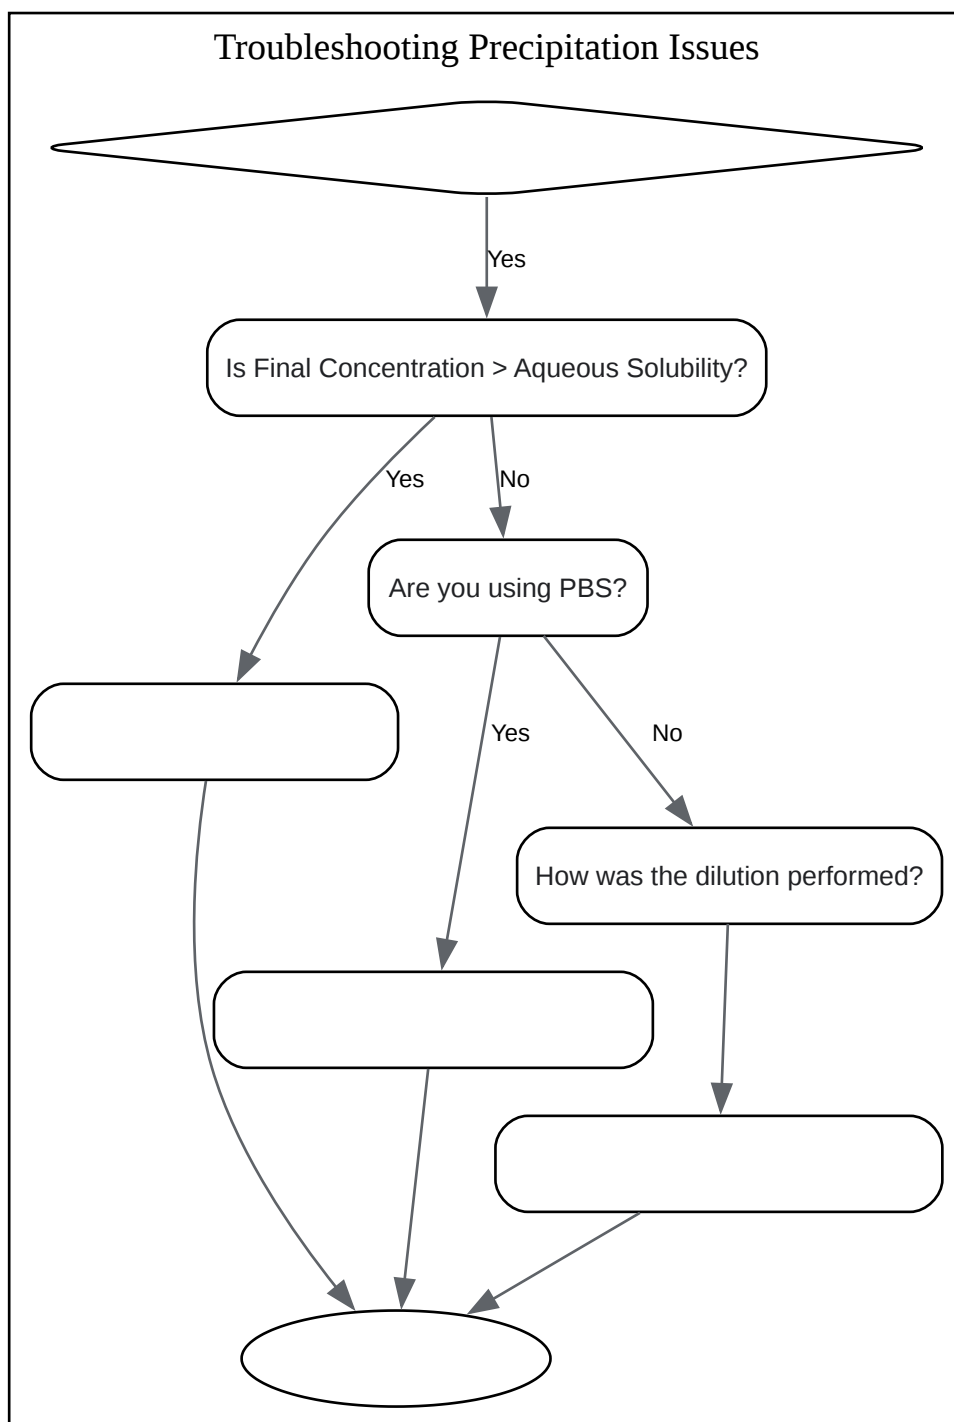 Troubleshooting Precipitation Issues
Yes
Is Final Concentration > Aqueous Solubility?
Yes
No
Are you using PBS?
Yes
No
How was the dilution performed?